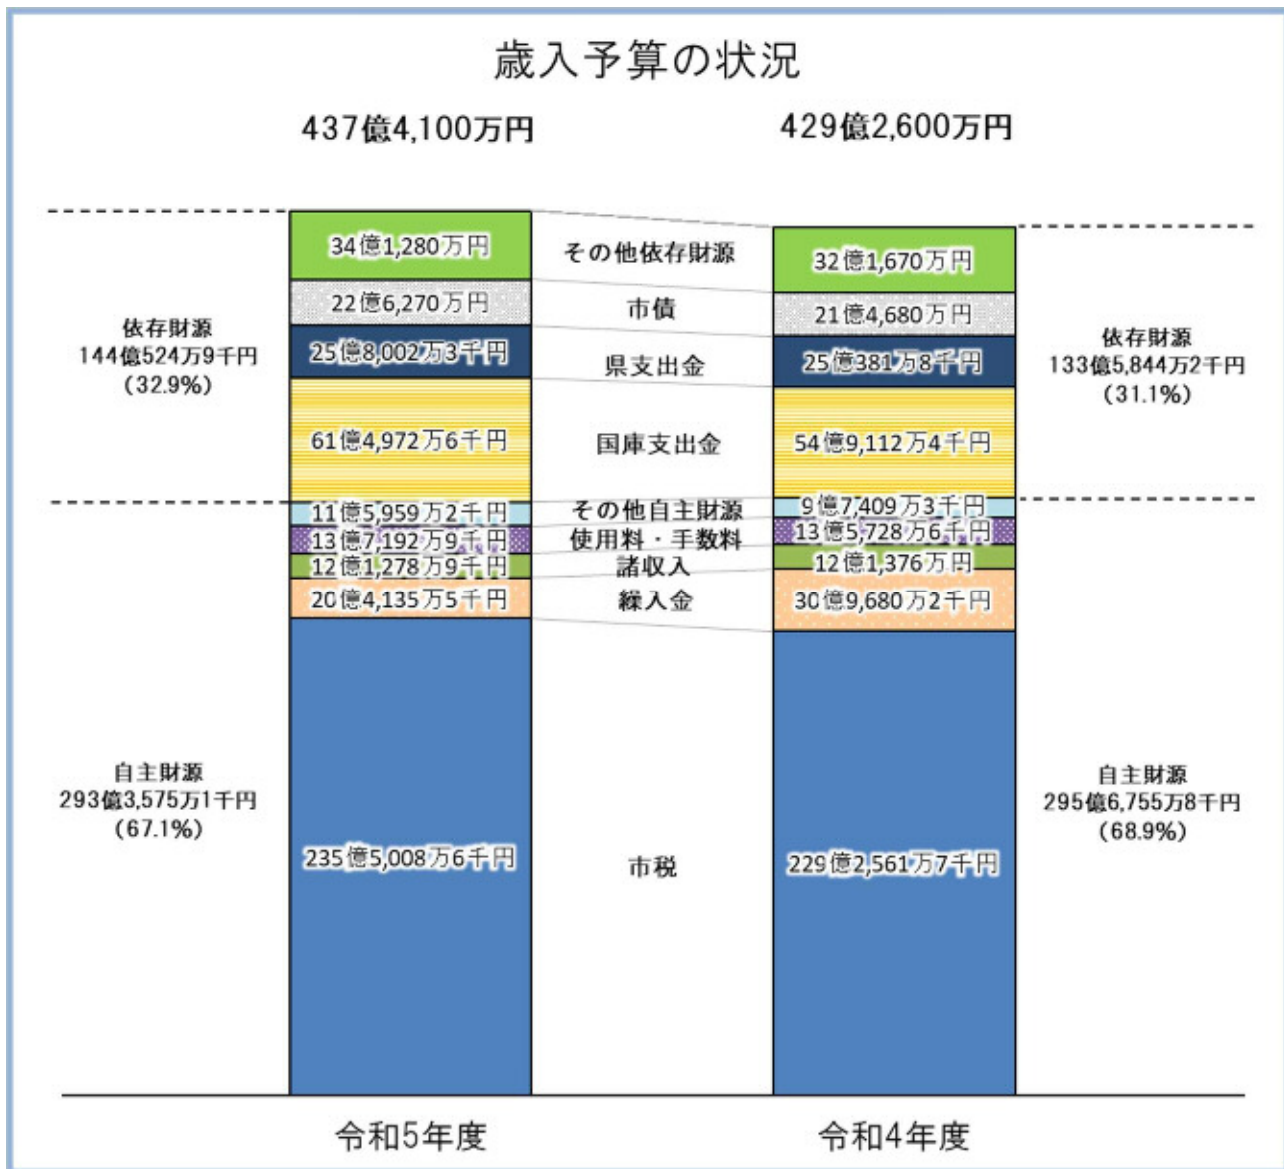 歳入予算の状況
437億4,100万円
429億2,600万円
34億1,280万円
その他依存財源
32億1,670万円
22億6,270万円
市債
21億4,680万円
依存財源
144億524万9千円
(32.9%)
25億8,002万3千円
県支出金
25億381万8千円
依存財源
133億5,844万2千円
(31.1%)
61億4,972万6千円
国庫支出金
54億9,112万4千円
11億5,959万2千円
その他自主財源
9億7,409万3千円
13億7,192万9千円
使用料・手数料
13億5,728万6千円
12億1,278万9千円
諸収入
12億1,376万円
20億4,135万5千円
繰入金
30億9,680万2千円
自主財源
293億3,575万1千円
(67.1%)
235億5,008万6千円
市税
229億2,561万7千円
自主財源
295億6,755万8千円
(68.9%)
令和5年度
令和4年度